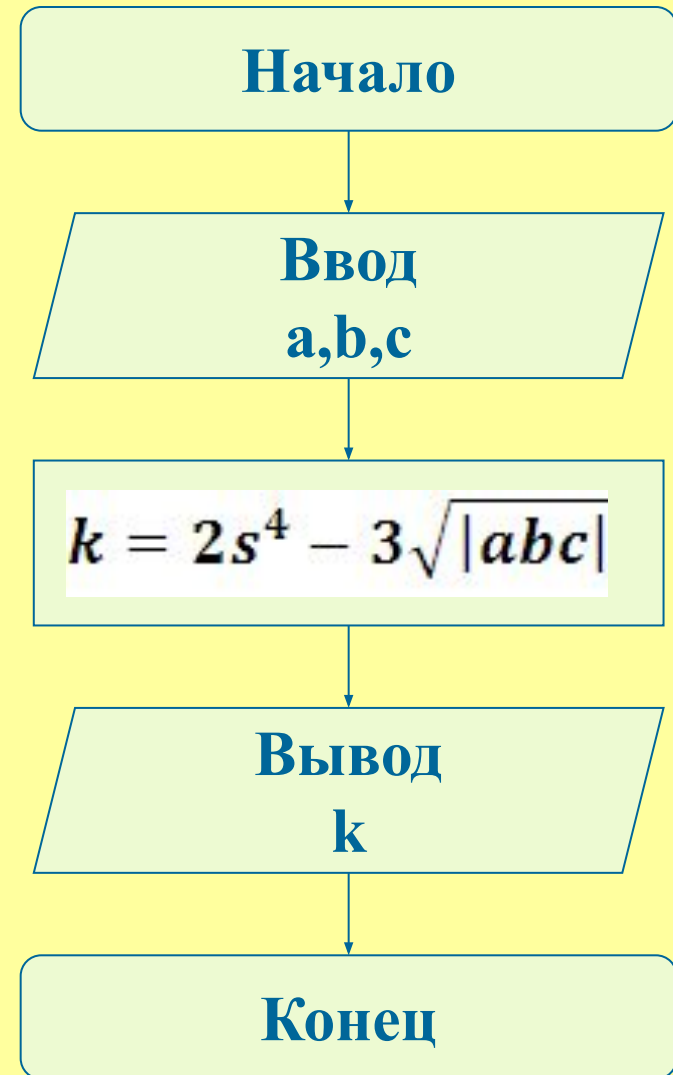 Начало
Ввод
a,b,c
k = 2s⁴ − 3√|abc|
Вывод
k
Конец